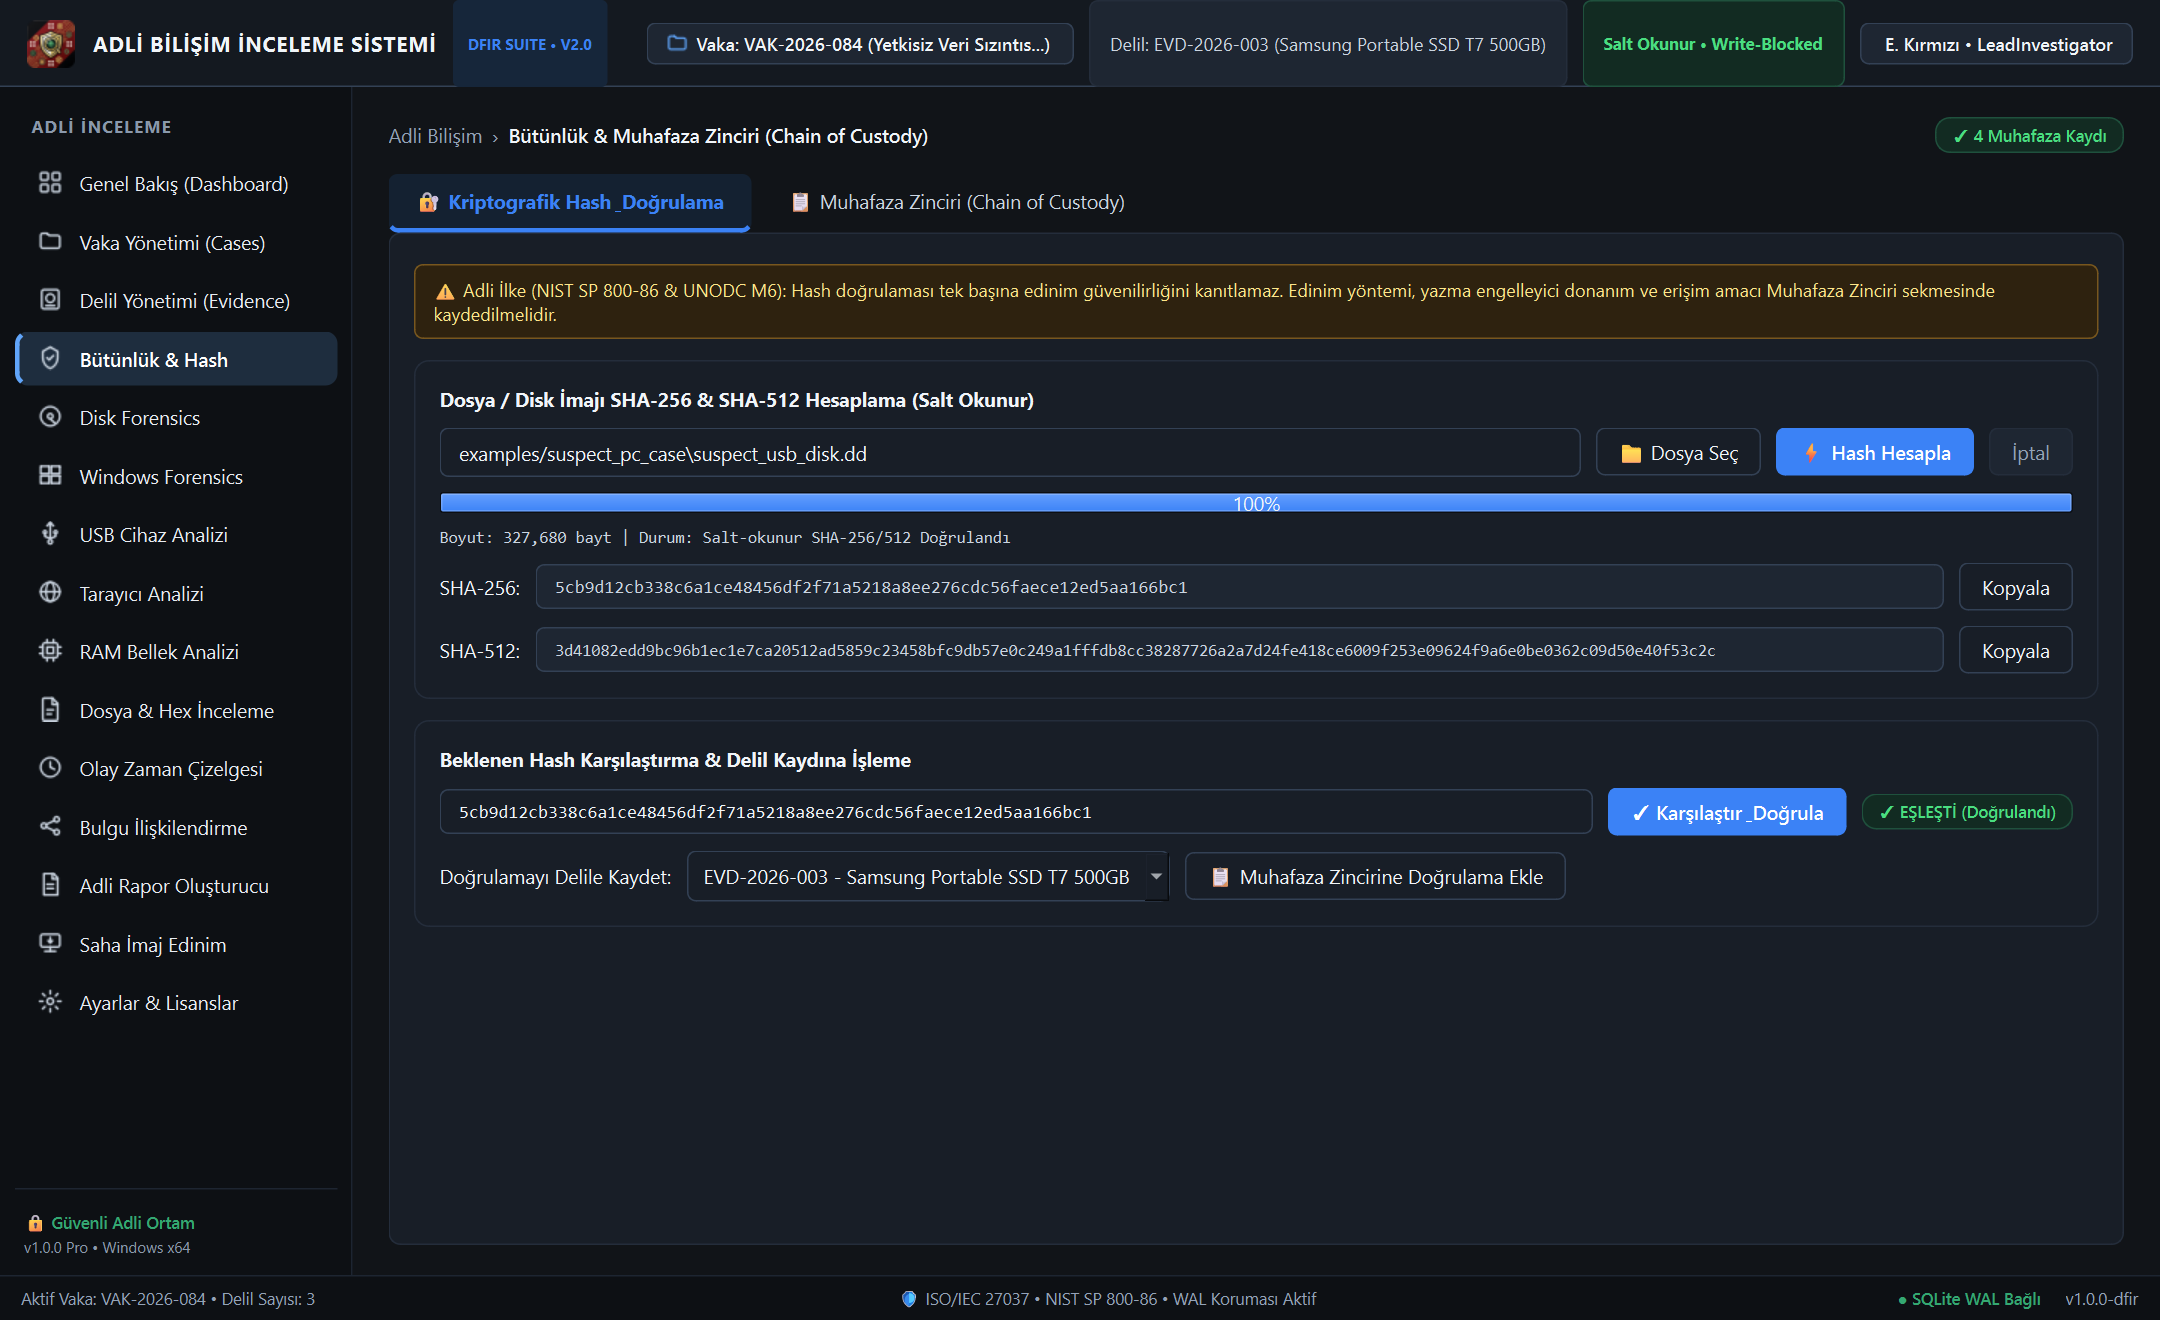 ADLİ BİLİŞİM İNCELEME SİSTEMİ
DFIR SUITE • V2.0
Vaka: VAK-2026-084 (Yetkisiz Veri Sızıntıs...)
Delil: EVD-2026-003 (Samsung Portable SSD T7 500GB)
Salt Okunur • Write-Blocked
E. Kırmızı • LeadInvestigator
ADLİ İNCELEME
Genel Bakış (Dashboard)
Vaka Yönetimi (Cases)
Delil Yönetimi (Evidence)
Bütünlük & Hash
Disk Forensics
Windows Forensics
USB Cihaz Analizi
Tarayıcı Analizi
RAM Bellek Analizi
Dosya & Hex İnceleme
Olay Zaman Çizelgesi
Bulgu İlişkilendirme
Adli Rapor Oluşturucu
Saha İmaj Edinim
Ayarlar & Lisanslar
Güvenli Adli Ortam
v1.0.0 Pro • Windows x64
Adli Bilişim › Bütünlük & Muhafaza Zinciri (Chain of Custody)
✓ 4 Muhafaza Kaydı
Kriptografik Hash _Doğrulama
Muhafaza Zinciri (Chain of Custody)
⚠ Adli İlke (NIST SP 800-86 & UNODC M6): Hash doğrulaması tek başına edinim güvenilirliğini kanıtlamaz. Edinim yöntemi, yazma engelleyici donanım ve erişim amacı Muhafaza Zinciri sekmesinde
kaydedilmelidir.
Dosya / Disk İmajı SHA-256 & SHA-512 Hesaplama (Salt Okunur)
examples/suspect_pc_case\suspect_usb_disk.dd
Dosya Seç
Hash Hesapla
İptal
100%
Boyut: 327,680 bayt | Durum: Salt-okunur SHA-256/512 Doğrulandı
SHA-256:
5cb9d12cb338c6a1ce48456df2f71a5218a8ee276cdc56faece12ed5aa166bc1
Kopyala
SHA-512:
3d41082edd9bc96b1ec1e7ca20512ad5859c23458bfc9db57e0c249a1fffdb8cc38287726a2a7d24fe418ce6009f253e09624f9a6e0be0362c09d50e40f53c2c
Kopyala
Beklenen Hash Karşılaştırma & Delil Kaydına İşleme
5cb9d12cb338c6a1ce48456df2f71a5218a8ee276cdc56faece12ed5aa166bc1
✓ Karşılaştır _Doğrula
✓ EŞLEŞTİ (Doğrulandı)
Doğrulamayı Delile Kaydet:
EVD-2026-003 - Samsung Portable SSD T7 500GB
Muhafaza Zincirine Doğrulama Ekle
Aktif Vaka: VAK-2026-084 • Delil Sayısı: 3
ISO/IEC 27037 • NIST SP 800-86 • WAL Koruması Aktif
● SQLite WAL Bağlı
v1.0.0-dfir